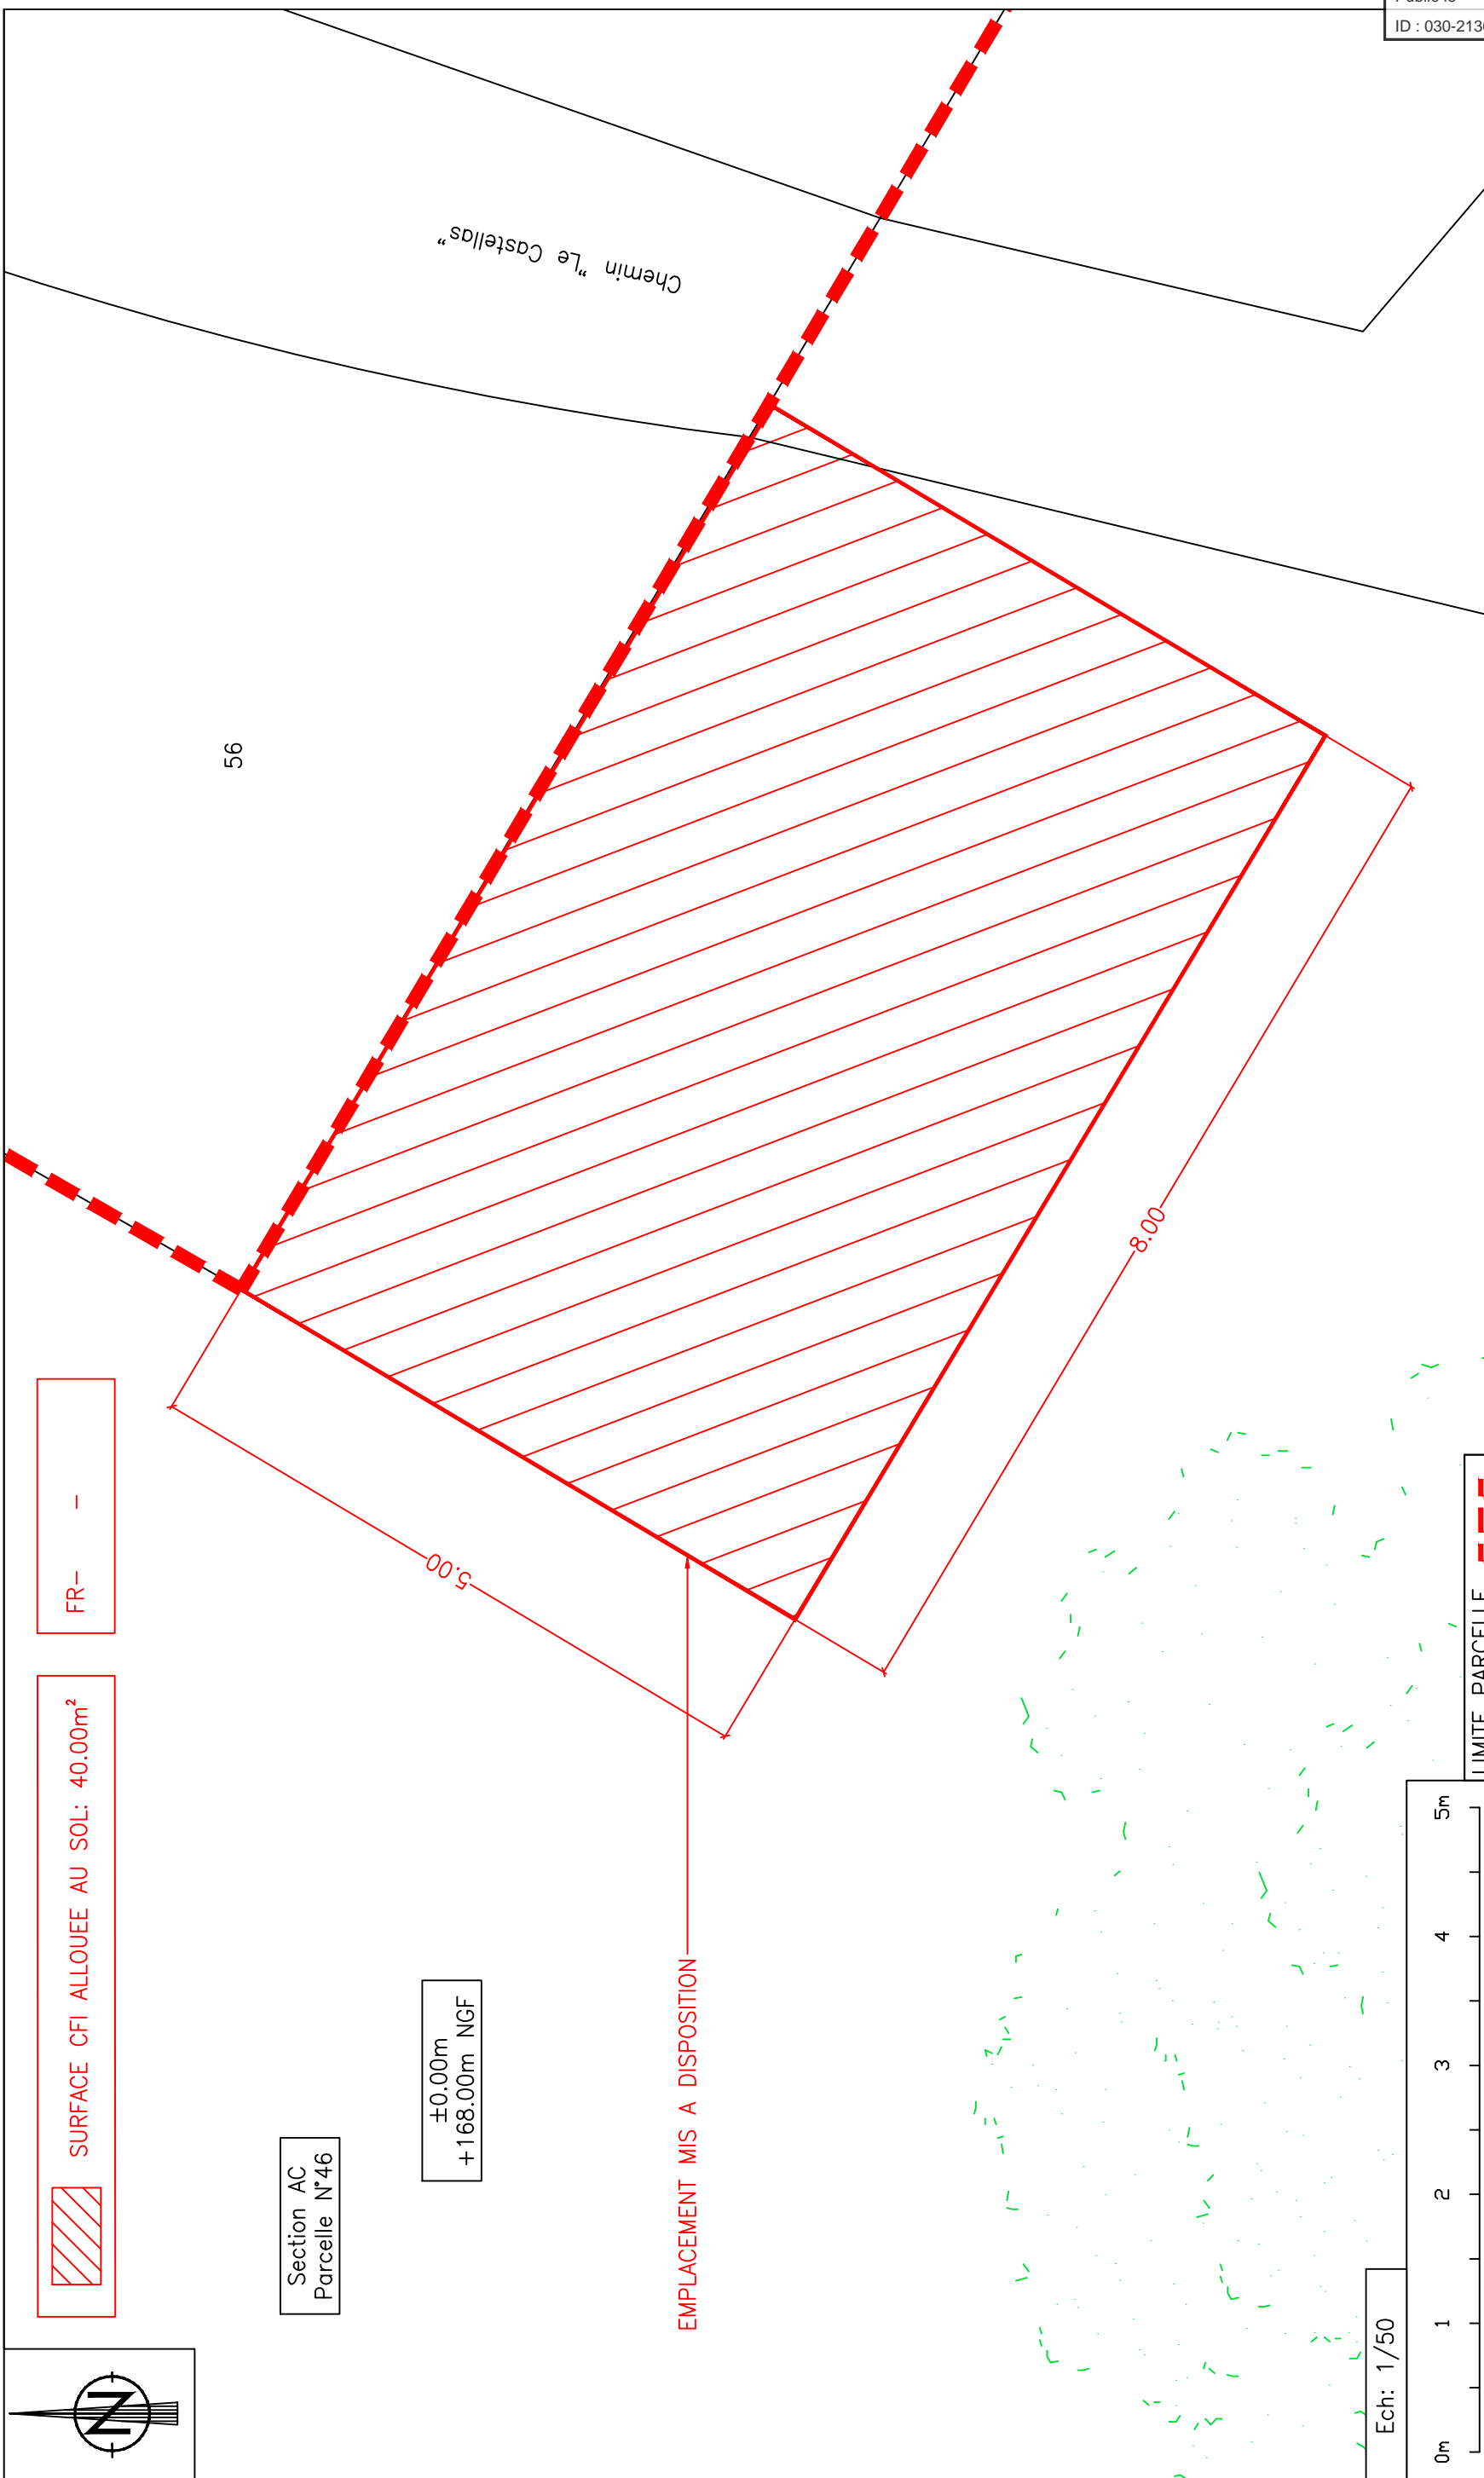 ID : 030-213
Chemin "Le Castellas"
56
FR- -
SURFACE CFI ALLOUEE AU SOL: 40.00m²
5.00
8.00
±0.00m
+168.00m NGF
Section AC
Parcelle N°46
EMPLACEMENT MIS A DISPOSITION
N
LIMITE PARCELLE
Ech: 1/50
0m 1 2 3 4 5m